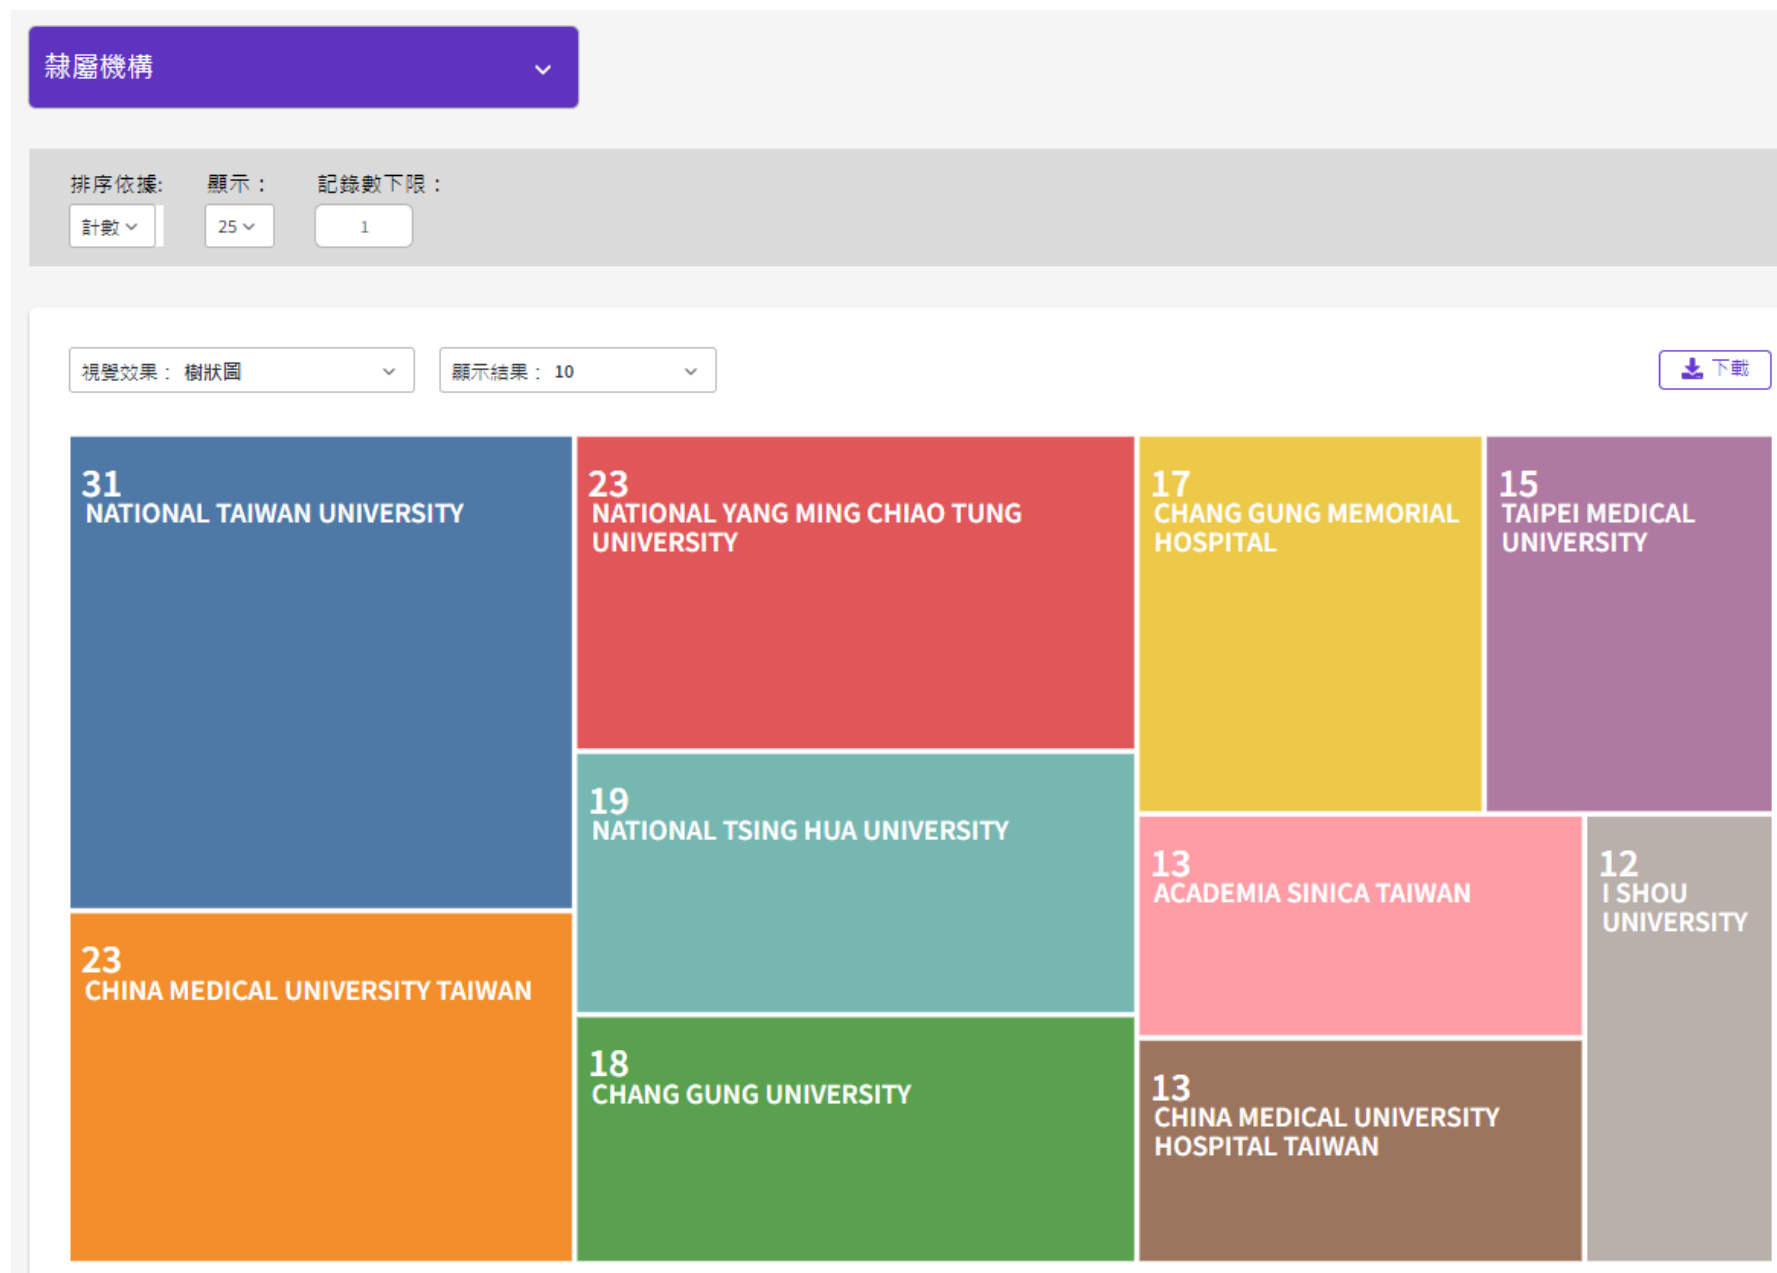 隸屬機構
排序依據: 顯示： 記錄數下限：
計數 25 1
視覺效果： 樹狀圖 顯示結果： 10 下載
31
NATIONAL TAIWAN UNIVERSITY
23
CHINA MEDICAL UNIVERSITY TAIWAN
23
NATIONAL YANG MING CHIAO TUNG
UNIVERSITY
19
NATIONAL TSING HUA UNIVERSITY
18
CHANG GUNG UNIVERSITY
17
CHANG GUNG MEMORIAL
HOSPITAL
15
TAIPEI MEDICAL
UNIVERSITY
13
ACADEMIA SINICA TAIWAN
13
CHINA MEDICAL UNIVERSITY
HOSPITAL TAIWAN
12
I SHOU
UNIVERSITY